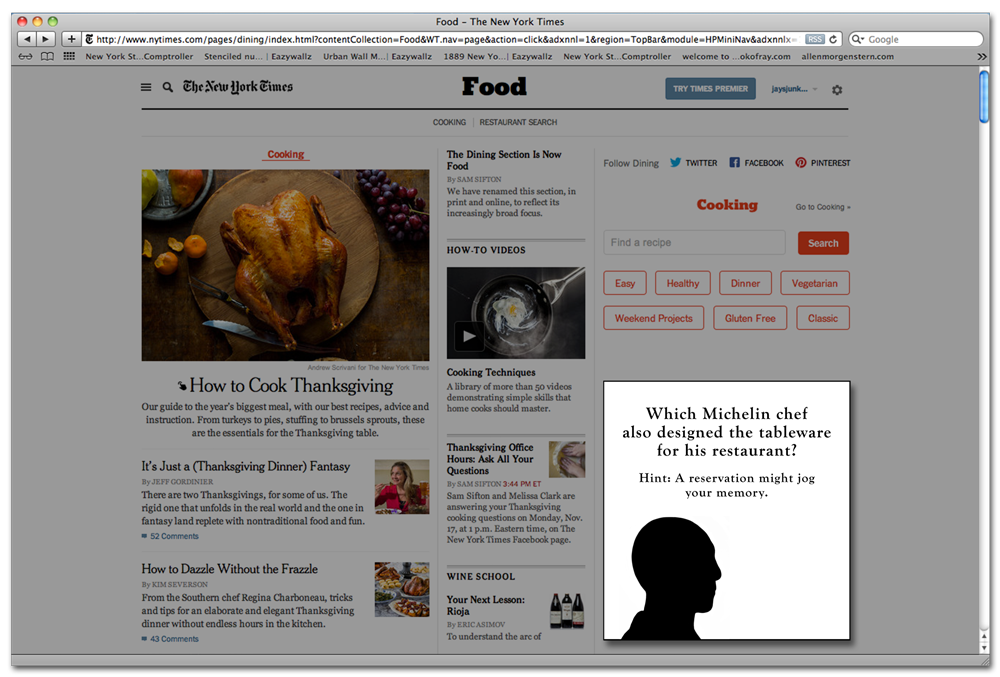 Food – The New York Times
http://www.nytimes.com/pages/dining/index.html?contentCollection=Food&WT.nav=page&action=click&adxnnl=1&region=TopBar&module=HPMiniNav&adxnnlx=
RSS
Google
New York St...Comptroller
Stenciled nu... | Eazywallz
Urban Wall M...| Eazywallz
1889 New Yo...| Eazywallz
New York St...Comptroller
welcome to ...okofray.com
allenmorgenstern.com
The New York Times
Food
TRY TIMES PREMIER
jaysjunk...
COOKING | RESTAURANT SEARCH
Cooking
Andrew Scrivani for The New York Times
How to Cook Thanksgiving
Our guide to the year's biggest meal, with our best recipes, advice and
instruction. From turkeys to pies, stuffing to brussels sprouts, these
are the essentials for the Thanksgiving table.
It's Just a (Thanksgiving Dinner) Fantasy
By JEFF GORDINIER
There are two Thanksgivings, for some of us. The
rigid one that unfolds in the real world and the one in
fantasy land replete with nontraditional food and fun.
52 Comments
How to Dazzle Without the Frazzle
By KIM SEVERSON
From the Southern chef Regina Charboneau, tricks
and tips for an elaborate and elegant Thanksgiving
dinner without endless hours in the kitchen.
43 Comments
The Dining Section Is Now
Food
By SAM SIFTON
We have renamed this section, in
print and online, to reflect its
increasingly broad focus.
HOW-TO VIDEOS
Cooking Techniques
A library of more than 50 videos
demonstrating simple skills that
home cooks should master.
Thanksgiving Office
Hours: Ask All Your
Questions
By SAM SIFTON 3:44 PM ET
Sam Sifton and Melissa Clark are
answering your Thanksgiving
cooking questions on Monday, Nov.
17, at 1 p.m. Eastern time, on The
New York Times Facebook page.
WINE SCHOOL
Your Next Lesson:
Rioja
By ERIC ASIMOV
To understand the arc of
Follow Dining
TWITTER
FACEBOOK
PINTEREST
Cooking
Go to Cooking »
Find a recipe
Search
Easy
Healthy
Dinner
Vegetarian
Weekend Projects
Gluten Free
Classic
Which Michelin chef
also designed the tableware
for his restaurant?
Hint: A reservation might jog
your memory.